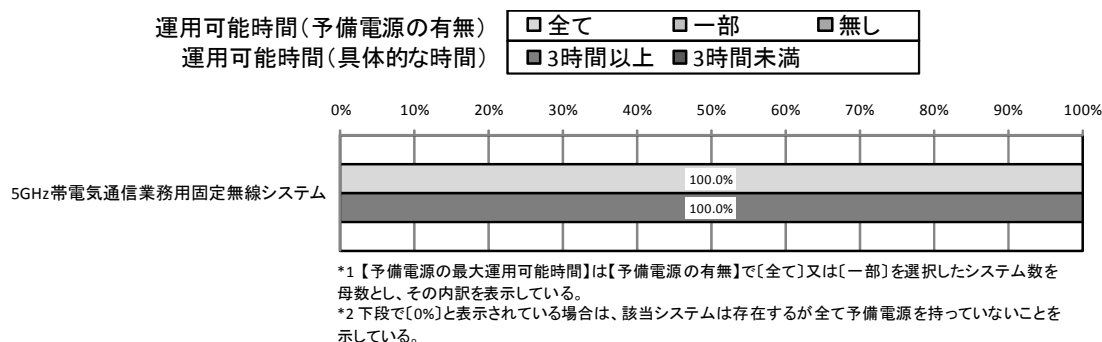 運用可能時間(予備電源の有無) □全て □一部 □無し
運用可能時間(具体的な時間) ■3時間以上 ■3時間未満
0% 10% 20% 30% 40% 50% 60% 70% 80% 90% 100%
100.0%
5GHz帯電気通信業務用固定無線システム
100.0%
*1 【予備電源の最大運用可能時間】は【予備電源の有無】で〔全て〕又は〔一部〕を選択したシステム数を
母数とし、その内訳を表示している。
*2 下段で〔0%〕と表示されている場合は、該当システムは存在するが全て予備電源を持っていないことを
示している。